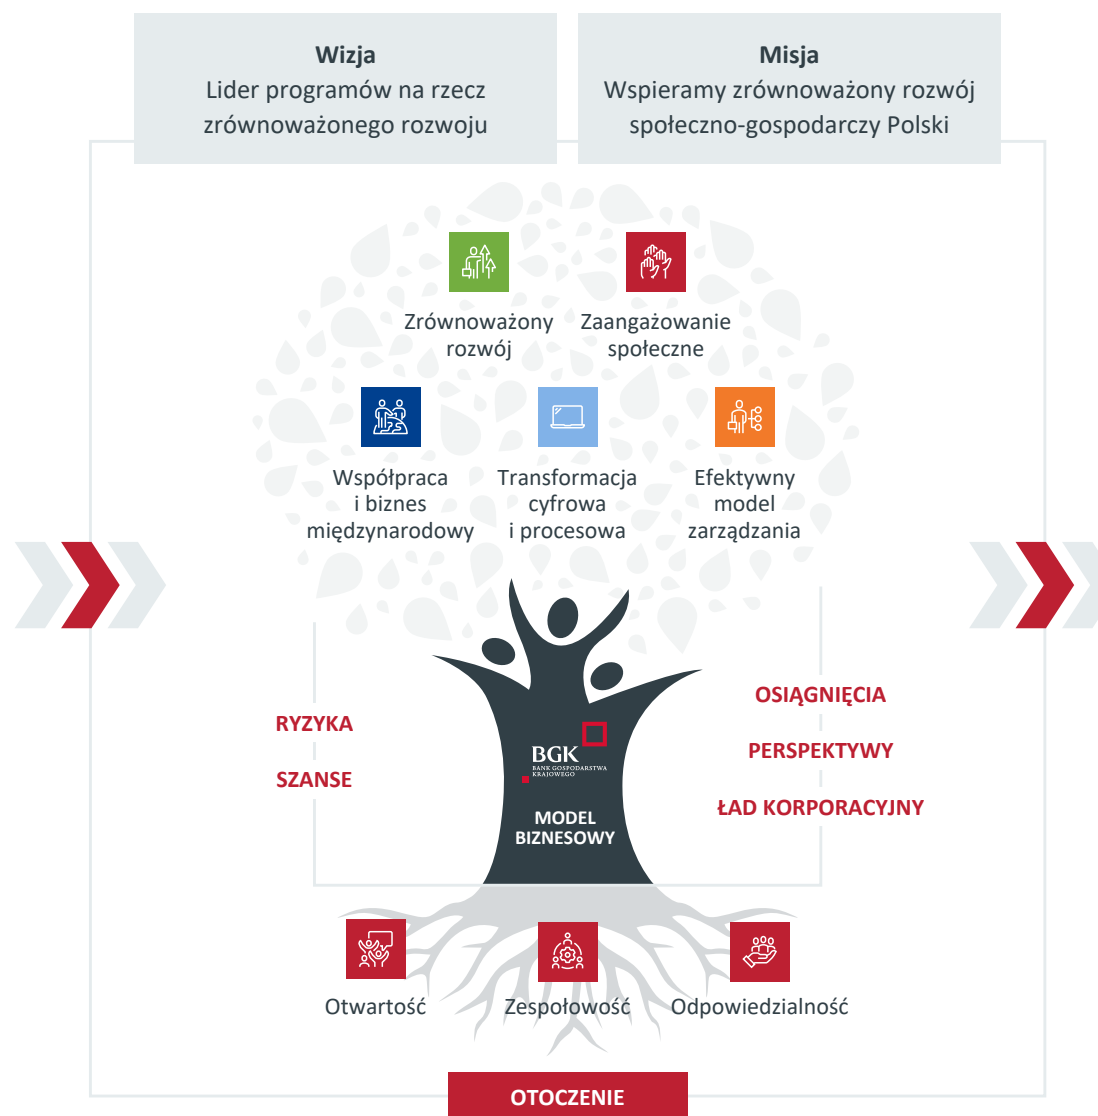 Wizja
Lider programów na rzecz
zrównoważonego rozwoju
Misja
Wspieramy zrównoważony rozwój
społeczno-gospodarczy Polski
Zrównoważony
rozwój
Zaangażowanie
społeczne
Współpraca
i biznes
międzynarodowy
Transformacja
cyfrowa
i procesowa
Efektywny
model
zarządzania
RYZYKA
SZANSE
BGK
BANK GOSPODARSTWA
KRAJOWEGO
MODEL
BIZNESOWY
OSIĄGNIĘCIA
PERSPEKTYWY
ŁAD KORPORACYJNY
Otwartość
Zespołowość
Odpowiedzialność
OTOCZENIE